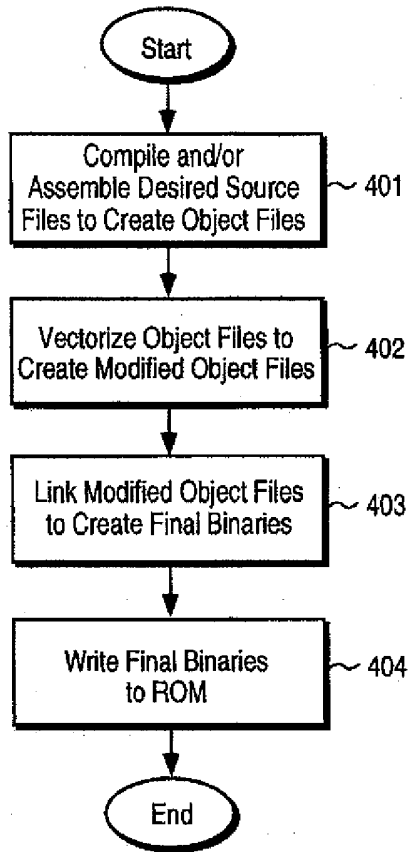 Start
Compile and/or
Assemble Desired Source
Files to Create Object Files
401
Vectorize Object Files to
Create Modified Object Files
402
Link Modified Object Files
to Create Final Binaries
403
Write Final Binaries
to ROM
404
End